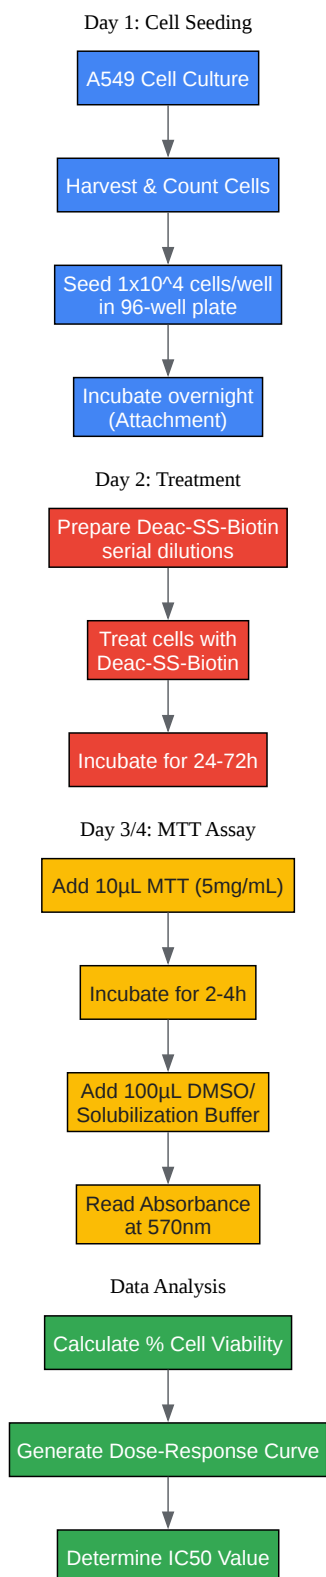 Day 1: Cell Seeding
A549 Cell Culture
Harvest & Count Cells
Seed 1x10^4 cells/well
in 96-well plate
Incubate overnight
(Attachment)
Day 2: Treatment
Prepare Deac-SS-Biotin
serial dilutions
Treat cells with
Deac-SS-Biotin
Incubate for 24-72h
Day 3/4: MTT Assay
Add 10µL MTT (5mg/mL)
Incubate for 2-4h
Add 100µL DMSO/
Solubilization Buffer
Read Absorbance
at 570nm
Data Analysis
Calculate % Cell Viability
Generate Dose-Response Curve
Determine IC50 Value